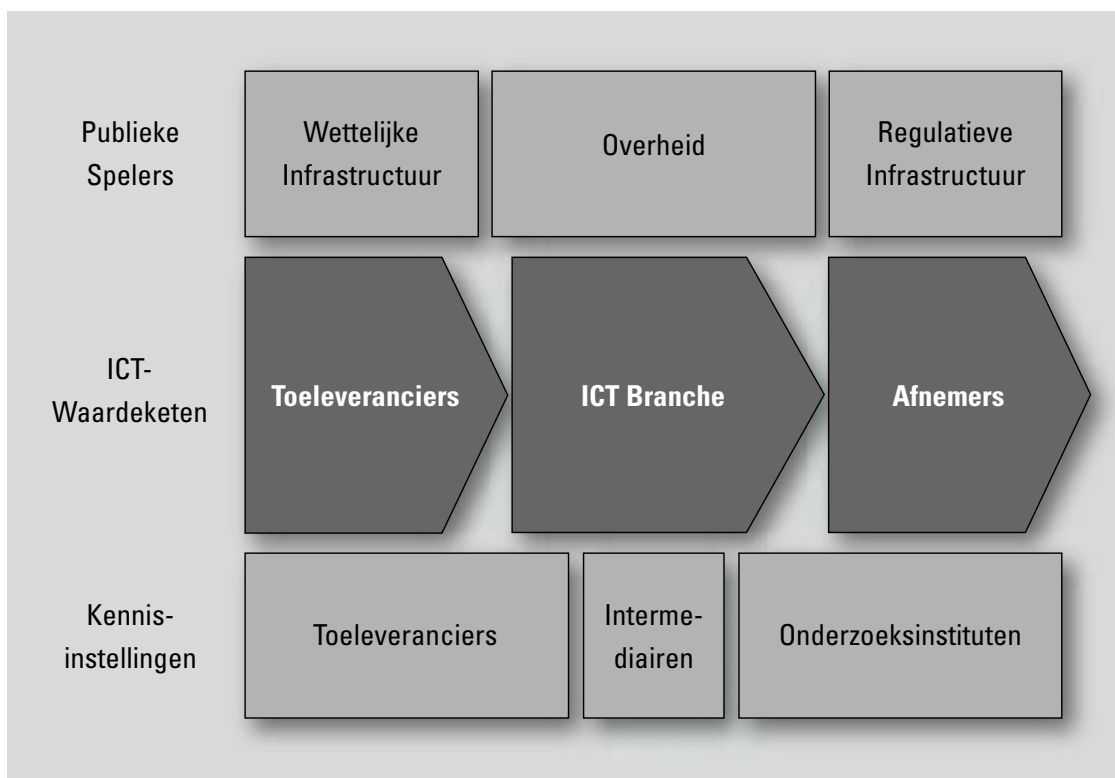 Publieke
Spelers
Wettelijke
Infrastructuur
Overheid
Regulatieve
Infrastructuur
ICT-
Waardeketen
Toeleveranciers
ICT Branche
Afnemers
Kennis-
instellingen
Toeleveranciers
Interme-
diairen
Onderzoeksinstituten